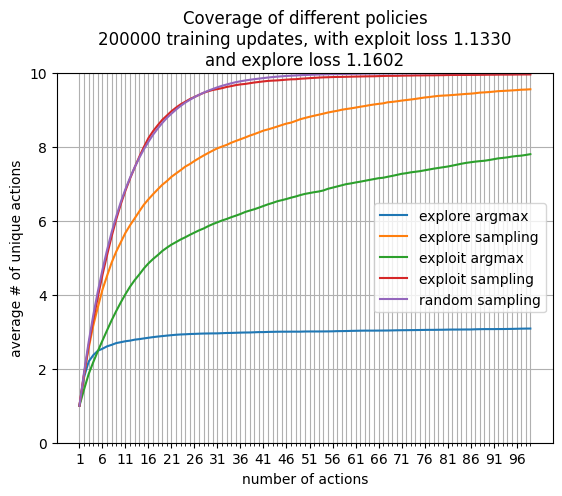 Coverage of different policies
200000 training updates, with exploit loss 1.1330
and explore loss 1.1602
average # of unique actions
10
8
6
4
2
0
explore argmax
explore sampling
exploit argmax
exploit sampling
random sampling
1 6 11 16 21 26 31 36 41 46 51 56 61 66 71 76 81 86 91 96
number of actions